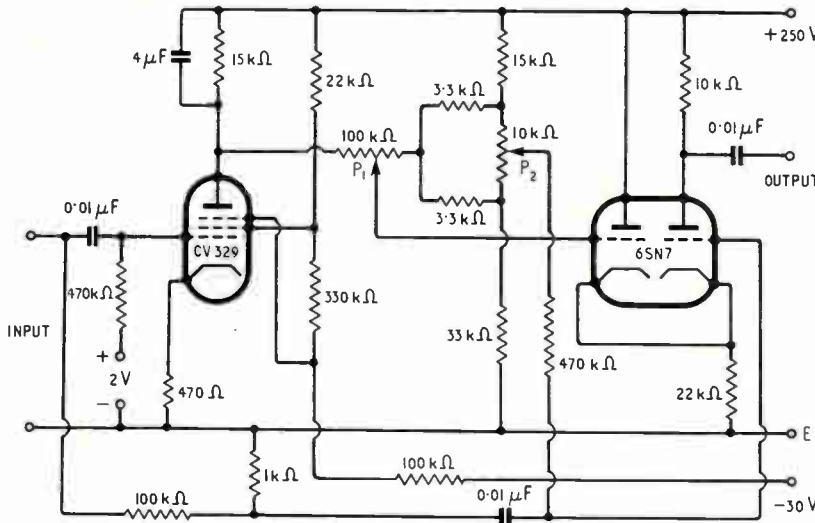 +250 V
4 μF
15 kΩ
22 kΩ
15 kΩ
10 kΩ
3·3 kΩ
100 kΩ
P1
10 kΩ
P2
3·3 kΩ
0·01 μF
OUTPUT
0·01 μF
CV 329
6SN7
470 kΩ
330 kΩ
INPUT
+
2 V
–
33 kΩ
470 kΩ
470 Ω
22 kΩ
E
1 kΩ
100 kΩ
–30 V
100 kΩ
0·01 μF